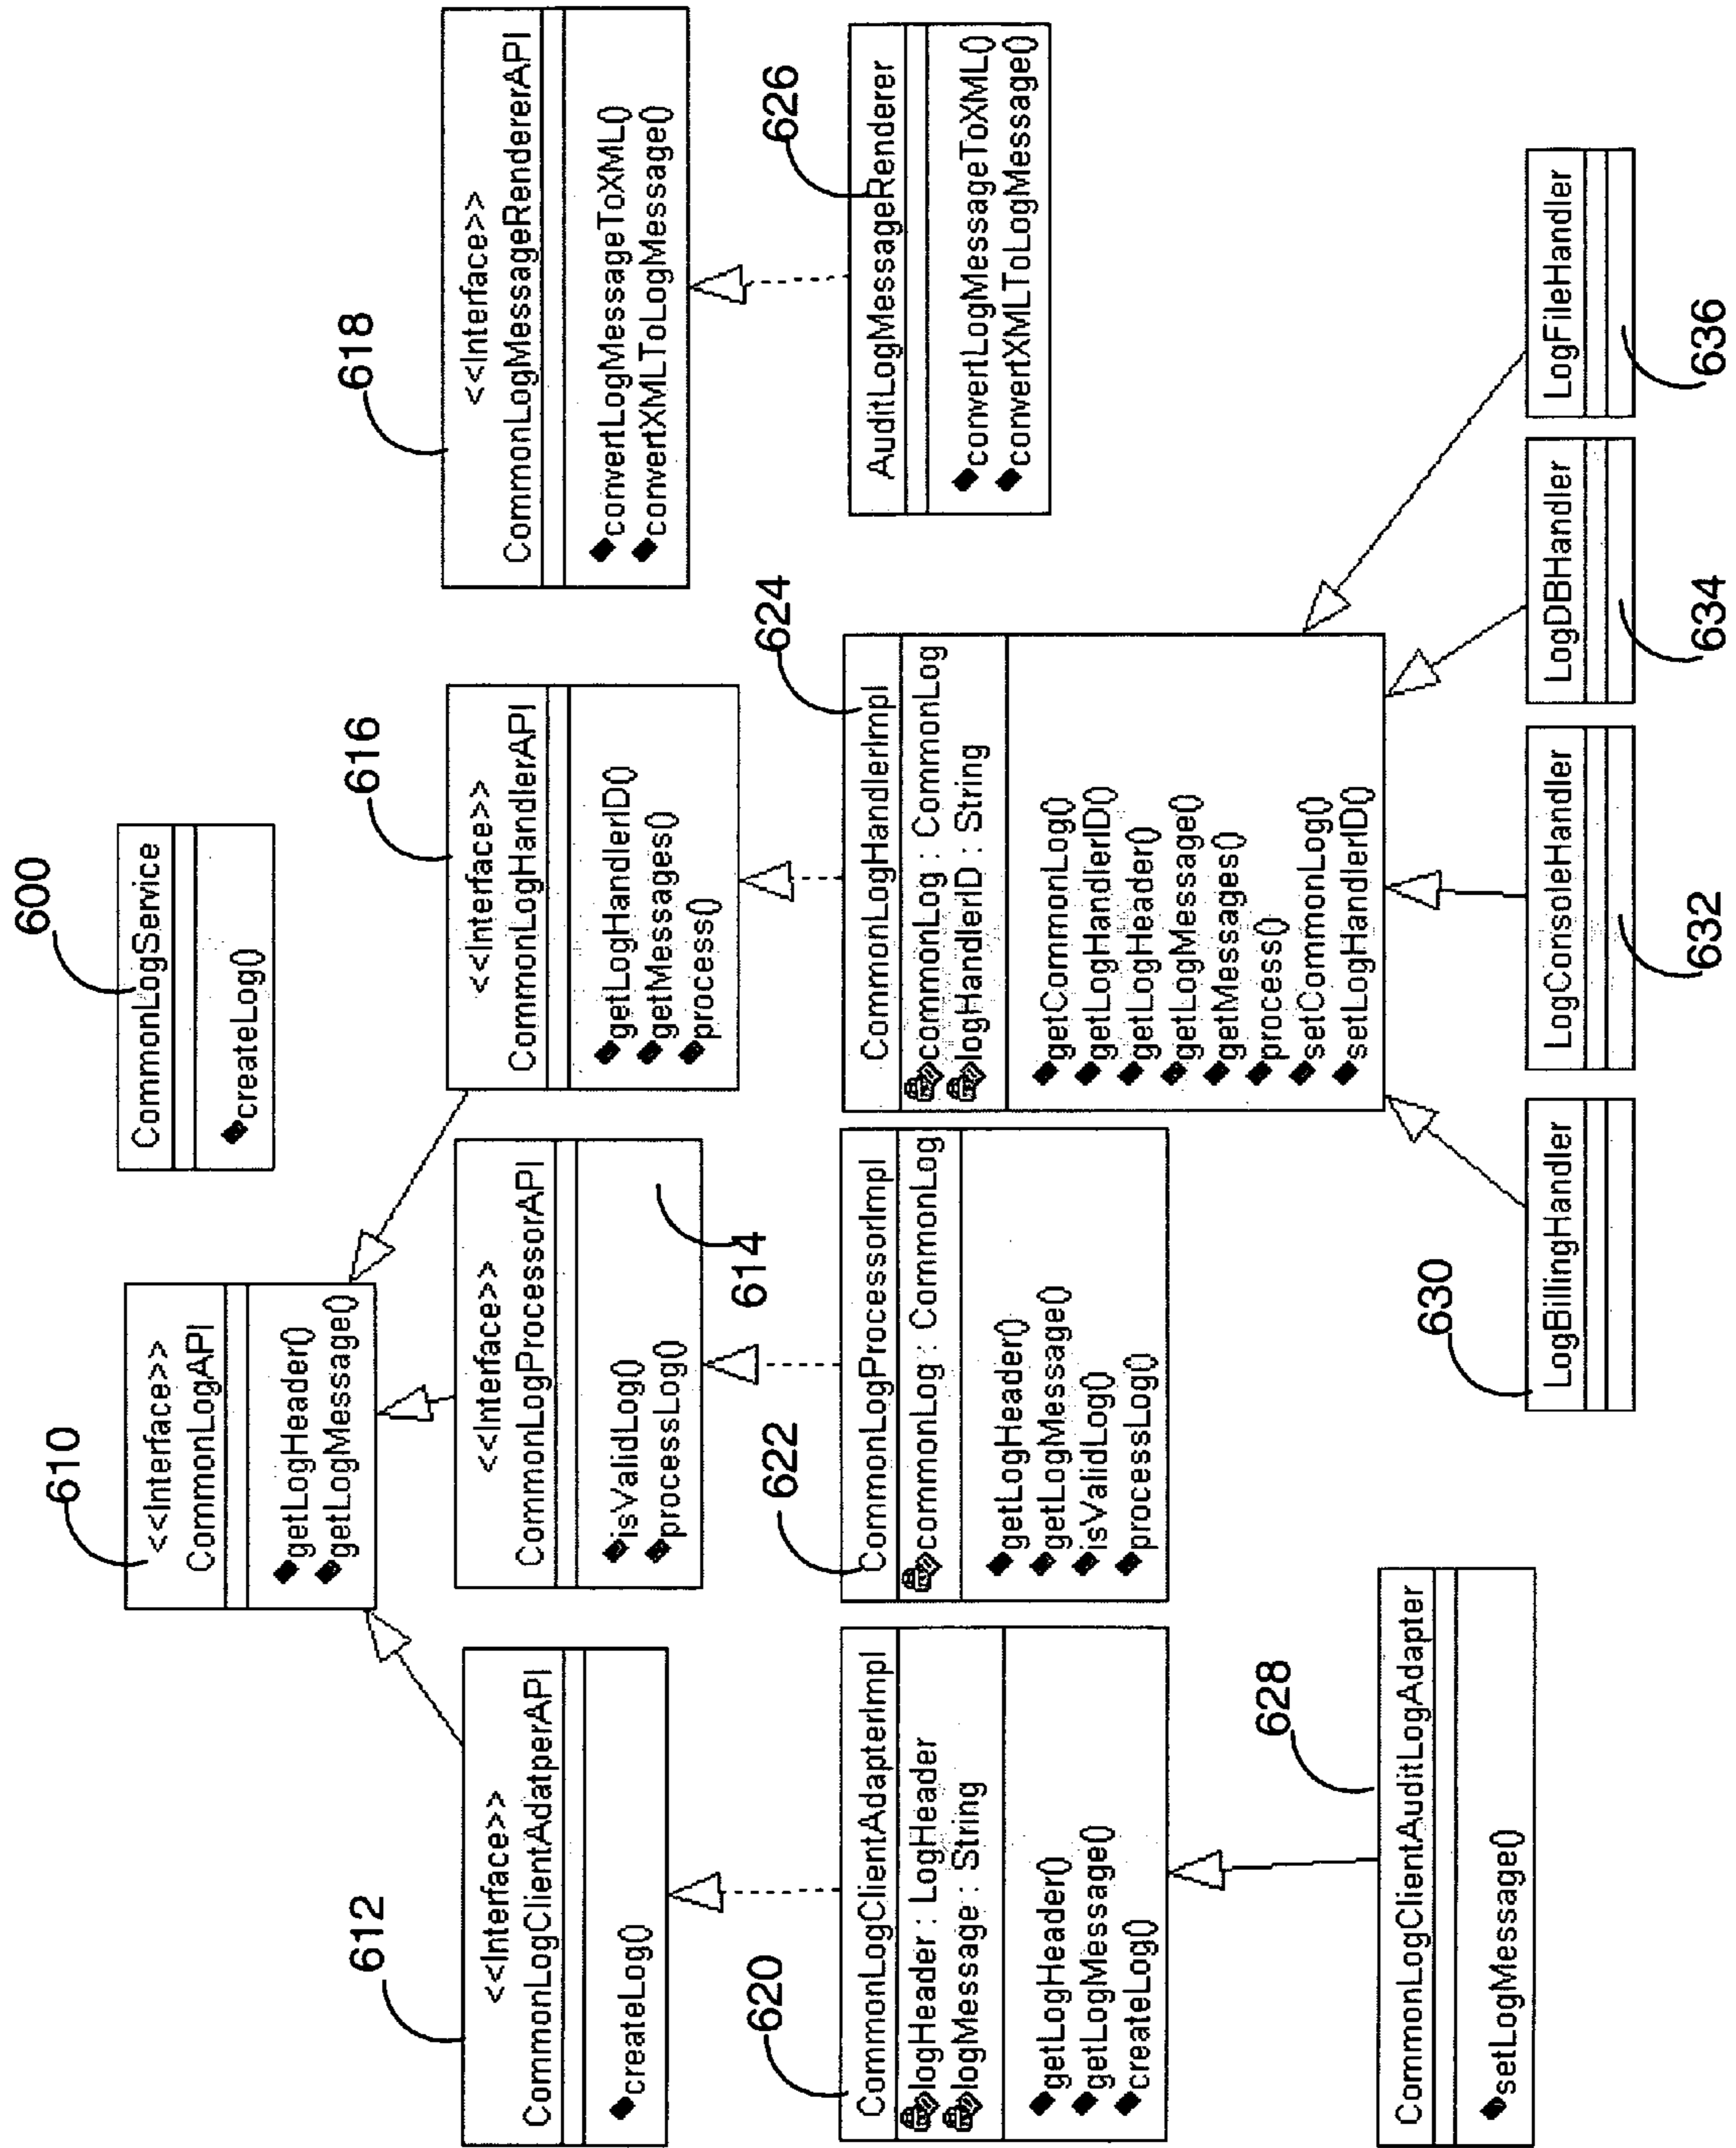 600
CommonLogService
createLog()
610
<<Interface>>
CommonLogAPI
getLogHeader()
getLogMessage()
612
<<Interface>>
CommonLogClientAdatperAPI
createLog()
<<Interface>>
CommonLogProcessorAPI
isValidLog()
processLog()
614
616
<<Interface>>
CommonLogHandlerAPI
getLogHandlerID()
getMessages()
process()
618
<<Interface>>
CommonLogMessageRendererAPI
convertLogMessageToXML()
convertXMLToLogMessage()
620
CommonLogClientAdapterImpl
logHeader : LogHeader
logMessage : String
getLogHeader()
getLogMessage()
createLog()
622
CommonLogProcessorImpl
commonLog : CommonLog
getLogHeader()
getLogMessage()
isValidLog()
processLog()
624
CommonLogHandlerImpl
commonLog : CommonLog
logHandlerID : String
getCommonLog()
getLogHandlerID()
getLogHeader()
getLogMessage()
getMessages()
process()
setCommonLog()
setLogHandlerID()
626
AuditLogMessageRenderer
convertLogMessageToXML()
convertXMLToLogMessage()
628
CommonLogClientAuditLogAdapter
setLogMessage()
630
LogBillingHandler
LogConsoleHandler
632
LogDBHandler
634
LogFileHandler
636